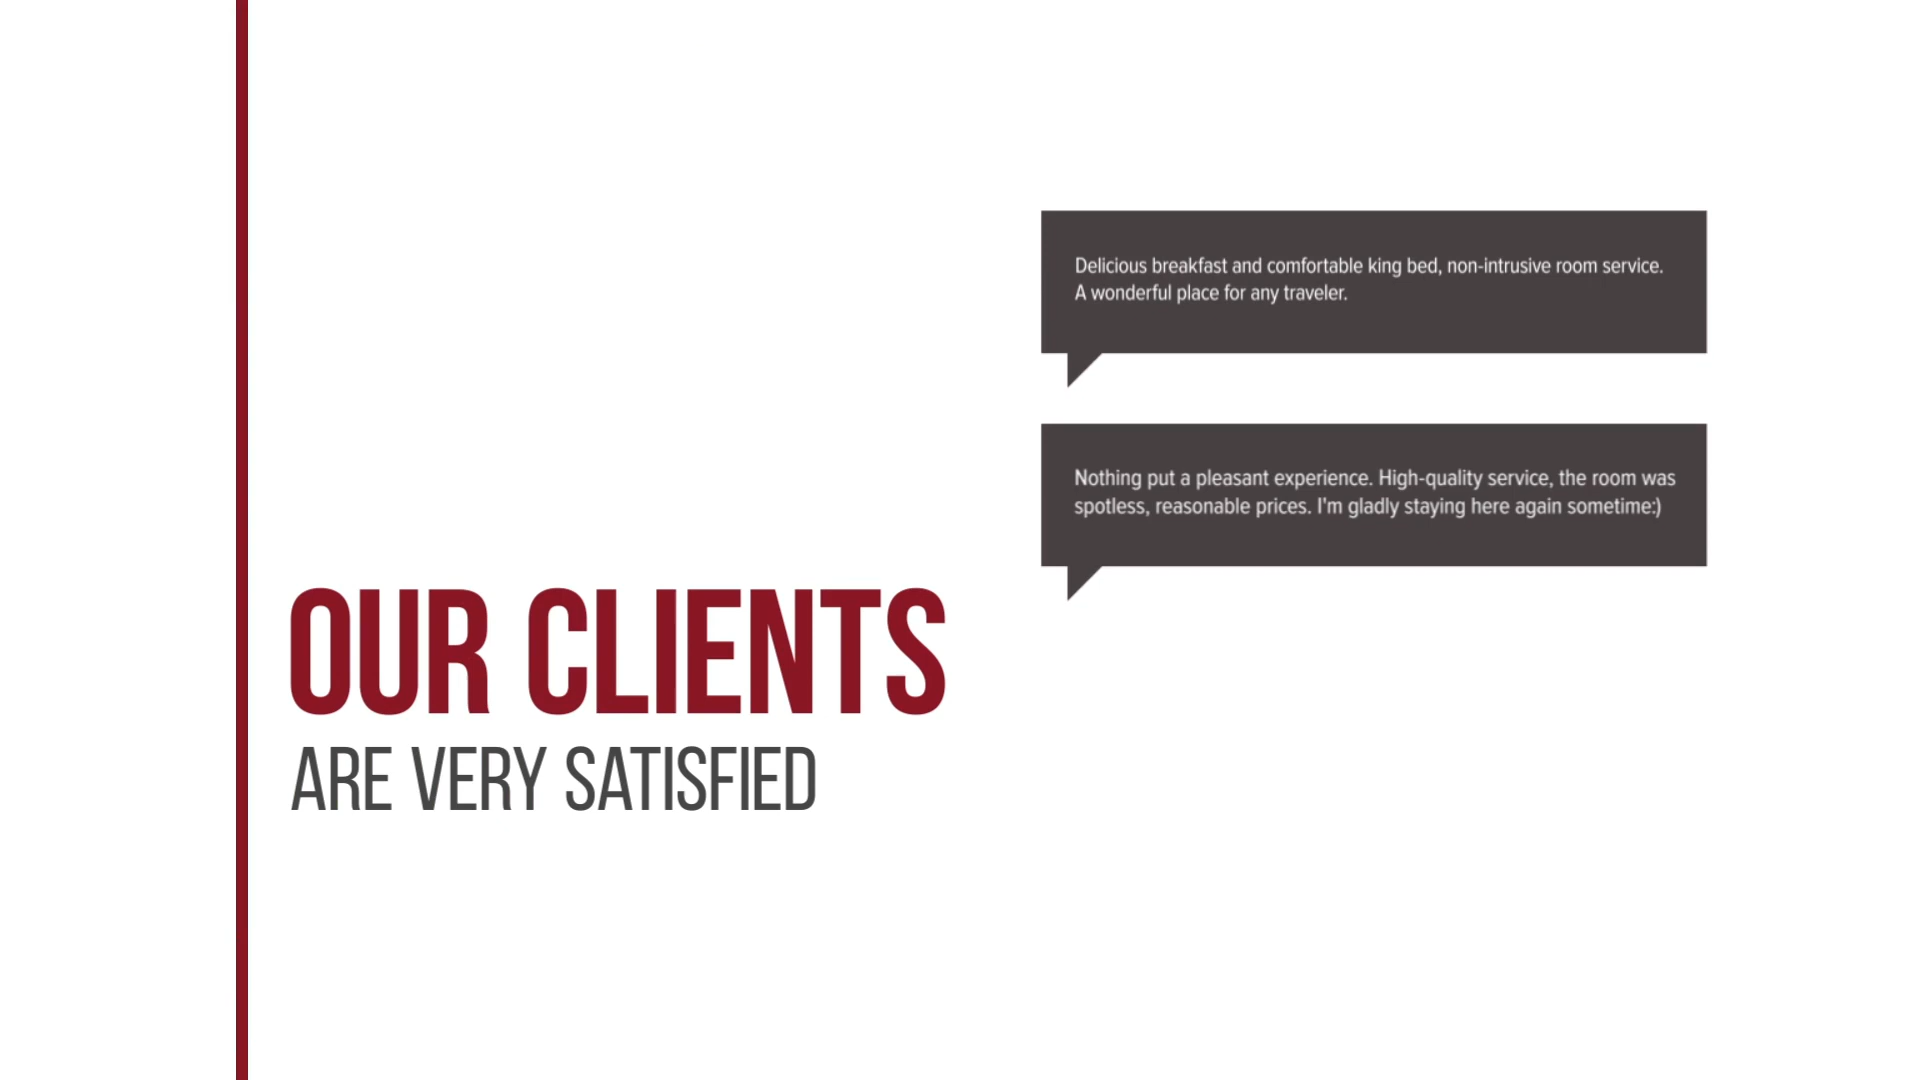 Delicious breakfast and comfortable king bed, non-intrusive room service.
A wonderful place for any traveler.
Nothing put a pleasant experience. High-quality service, the room was
spotless, reasonable prices. I'm gladly staying here again sometime:)
OUR CLIENTS
ARE VERY SATISFIED